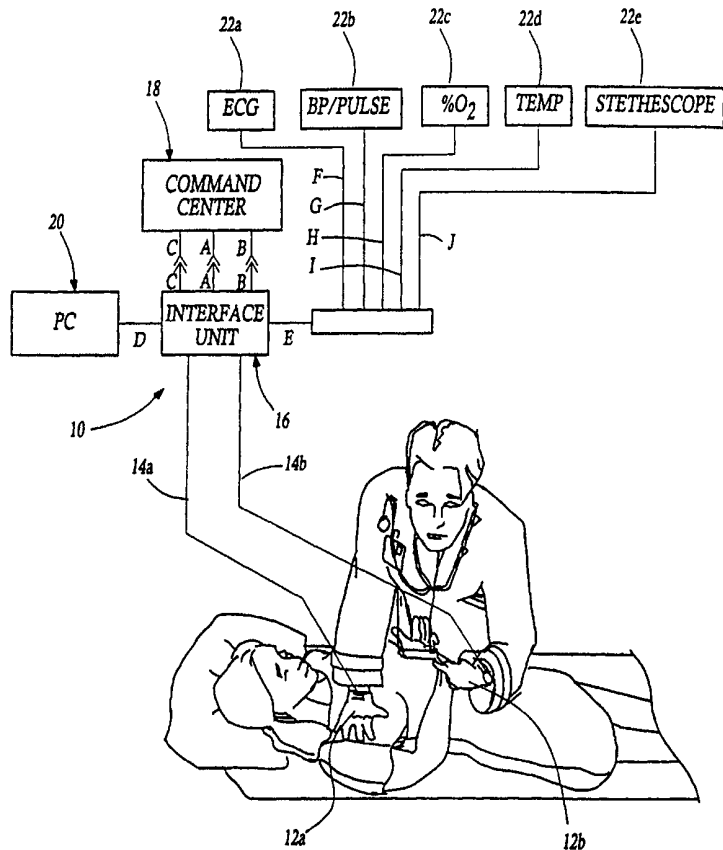 22a 22b 22c 22d 22e
18 ECG BP/PULSE %O2 TEMP STETHESCOPE
COMMAND
CENTER
F
G
H
I
J
20
C A B
C A B
PC
D
INTERFACE
UNIT
E
10
16
14a
14b
12a
12b